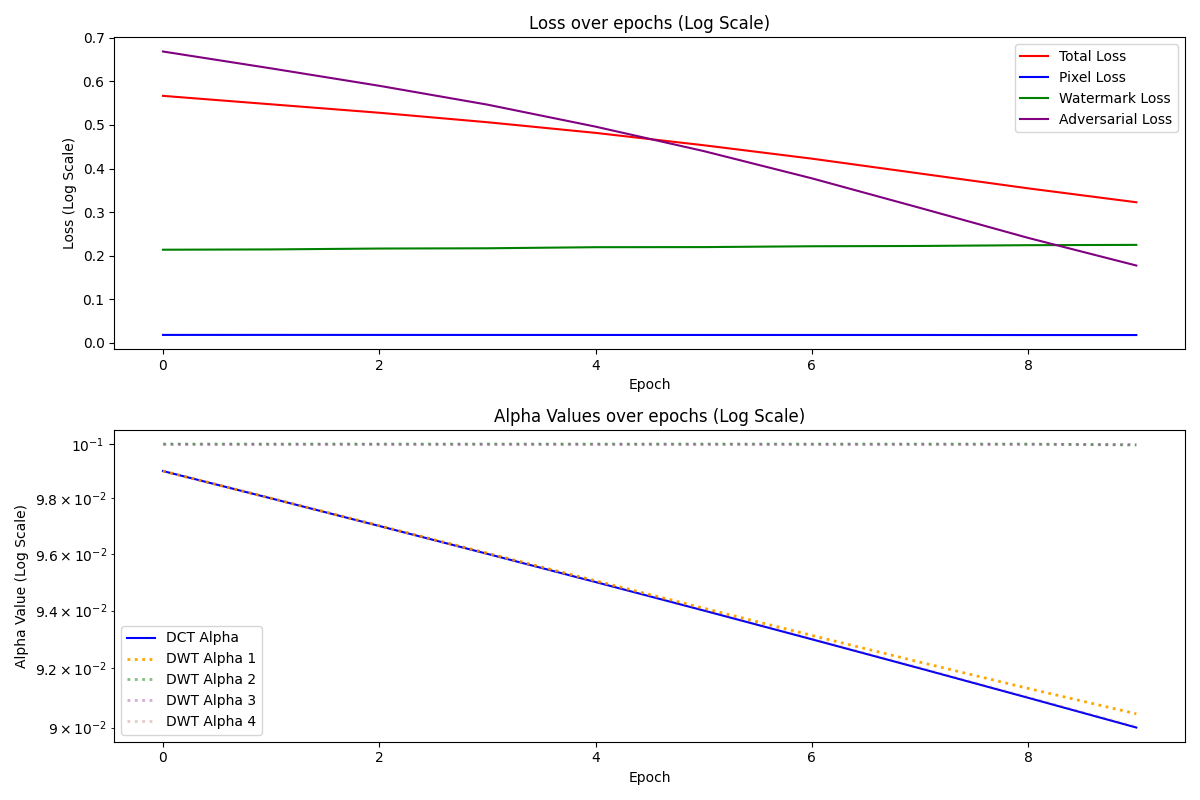 Loss over epochs (Log Scale)
0.7
0.6
0.5
0.4
0.3
0.2
0.1
0.0
Loss (Log Scale)
Total Loss
Pixel Loss
Watermark Loss
Adversarial Loss
0 2 4 6 8
Epoch
Alpha Values over epochs (Log Scale)
10⁻¹
9.8 × 10⁻²
9.6 × 10⁻²
9.4 × 10⁻²
9.2 × 10⁻²
9 × 10⁻²
Alpha Value (Log Scale)
DCT Alpha
DWT Alpha 1
DWT Alpha 2
DWT Alpha 3
DWT Alpha 4
0 2 4 6 8
Epoch